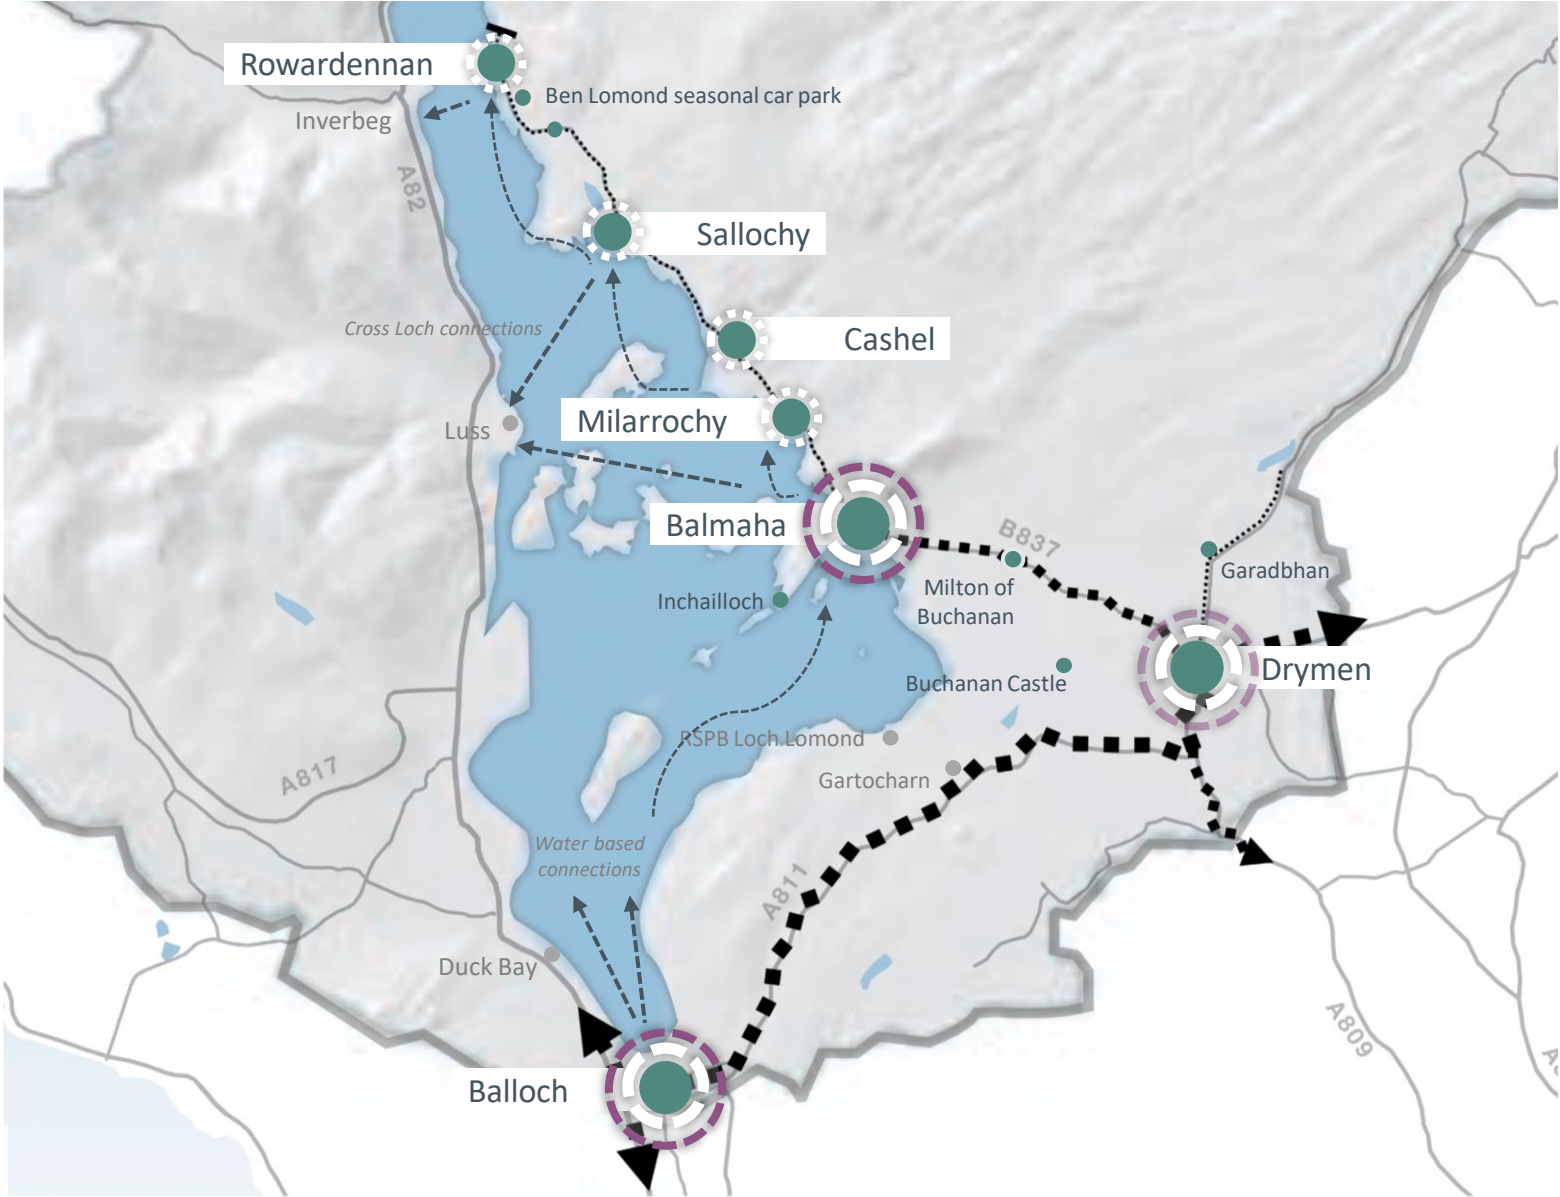 Rowardennan
Ben Lomond seasonal car park
Inverbeg
A82
Sallochy
Cross Loch connections
Cashel
Milarrochy
Luss
Balmaha
B837
Garadbhan
Milton of
Buchanan
Inchailloch
Drymen
Buchanan Castle
RSPB Loch Lomond
Gartocharn
A817
Water based
connections
A811
Duck Bay
A809
Balloch